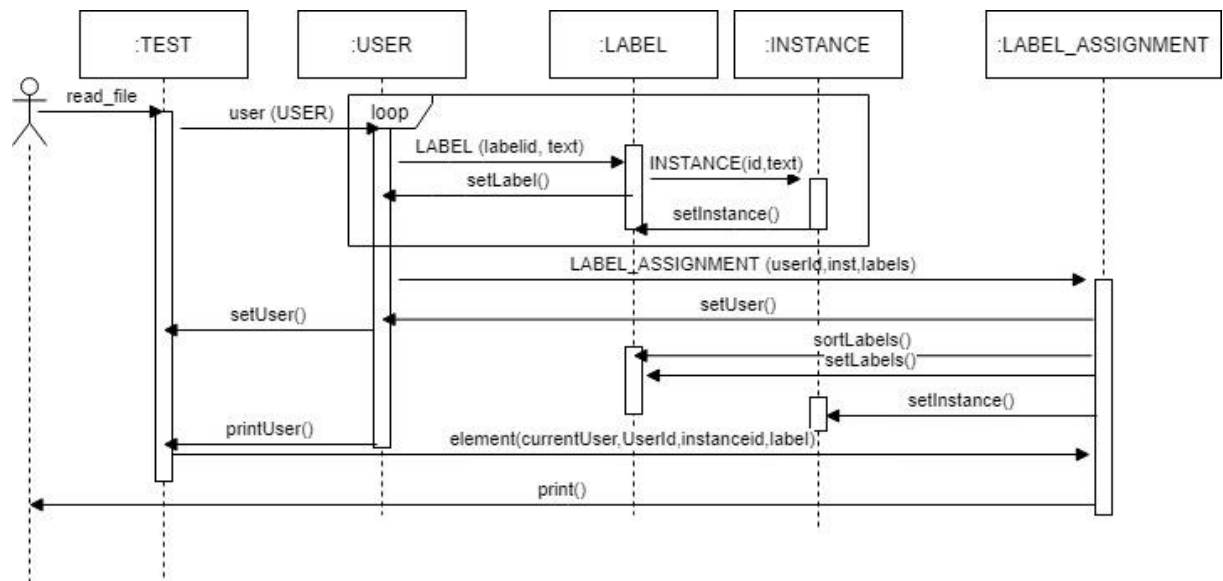 :TEST
:USER
:LABEL
:INSTANCE
:LABEL_ASSIGNMENT
read_file
user (USER)
loop
LABEL (labelid, text)
INSTANCE(id,text)
setLabel()
setInstance()
LABEL_ASSIGNMENT (userId,inst,labels)
setUser()
setUser()
sortLabels()
setLabels()
setInstance()
printUser()
element(currentUser,UserId,instanceid,label)
print()